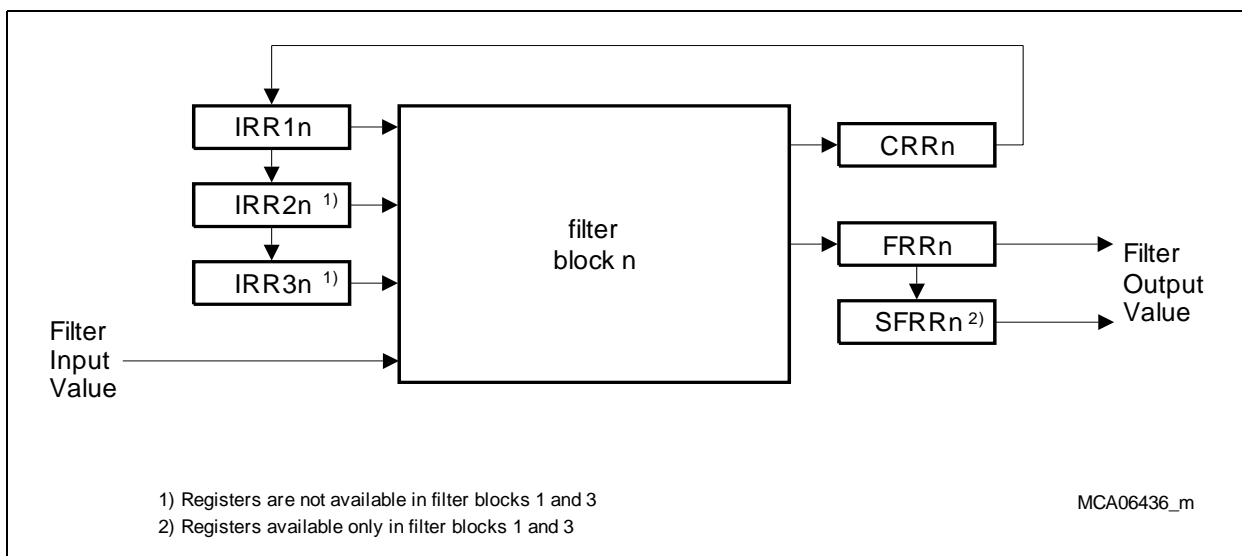 IRR1n
IRR2n 1)
IRR3n 1)
Filter
Input
Value
filter
block n
CRRn
FRRn
SFRRn 2)
Filter
Output
Value
1) Registers are not available in filter blocks 1 and 3
2) Registers available only in filter blocks 1 and 3
MCA06436_m